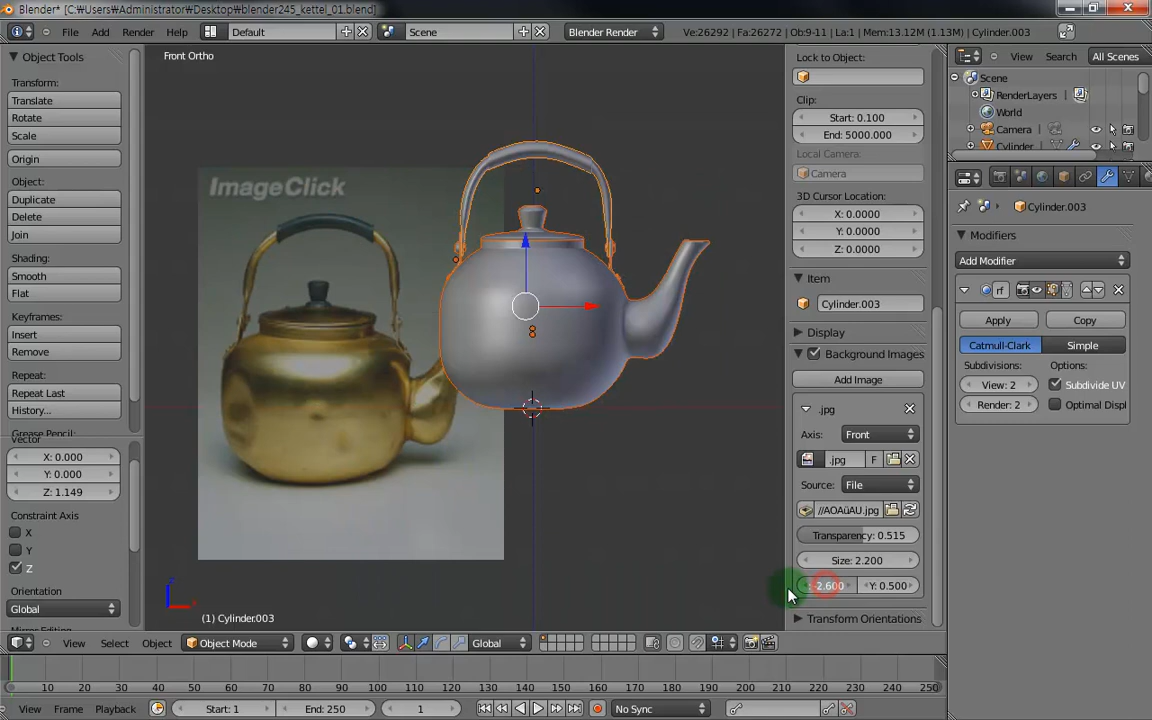 Blender* [C:₩Users₩Administrator₩Desktop₩blender245_kettel_01.blend]
File Add Render Help Default Scene Blender Render Ve:26292 | Fa:26272 | Ob:9-11 | La:1 | Mem:13.12M (1.13M) | Cylinder.003
Object Tools
Transform:
Translate
Rotate
Scale
Origin
Object:
Duplicate
Delete
Join
Shading:
Smooth
Flat
Keyframes:
Insert
Remove
Repeat:
Repeat Last
History...
Grease Pencil:
Vector
X: 0.000
Y: 0.000
Z: 1.149
Constraint Axis
X
Y
Z
Orientation
Global
Front Ortho
ImageClick
(1) Cylinder.003
Lock to Object:
Clip:
Start: 0.100
End: 5000.000
Local Camera:
Camera
3D Cursor Location:
X: 0.0000
Y: 0.0000
Z: 0.0000
Item
Cylinder.003
Display
Background Images
Add Image
.jpg
Axis: Front
.jpg F
Source: File
//AOAüAU.jpg
Transparency: 0.515
Size: 2.200
-2.600 Y: 0.500
Transform Orientations
View Search All Scenes
Scene
RenderLayers
World
Camera
Cylinder
Cylinder.003
Modifiers
Add Modifier
rf
Apply Copy
Catmull-Clark Simple
Subdivisions: Options:
View: 2 Subdivide UV
Render: 2 Optimal Displ
View Select Object Object Mode Global
10 20 30 40 50 60 70 80 90 100 110 120 130 140 150 160 170 180 190 200 210 220 230 240 250
View Frame Playback Start: 1 End: 250 1 No Sync